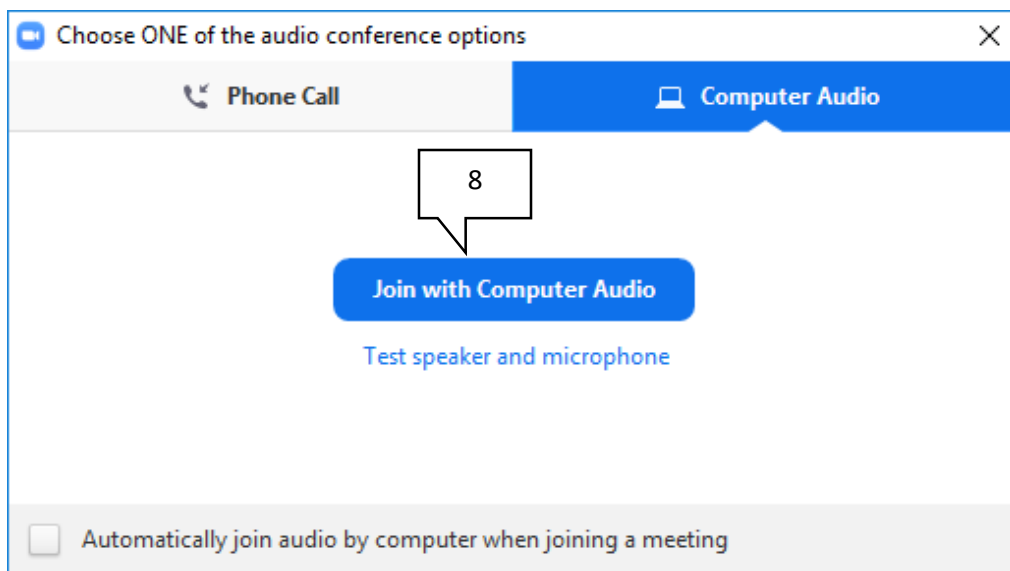 Choose ONE of the audio conference options
Phone Call
Computer Audio
8
Join with Computer Audio
Test speaker and microphone
Automatically join audio by computer when joining a meeting